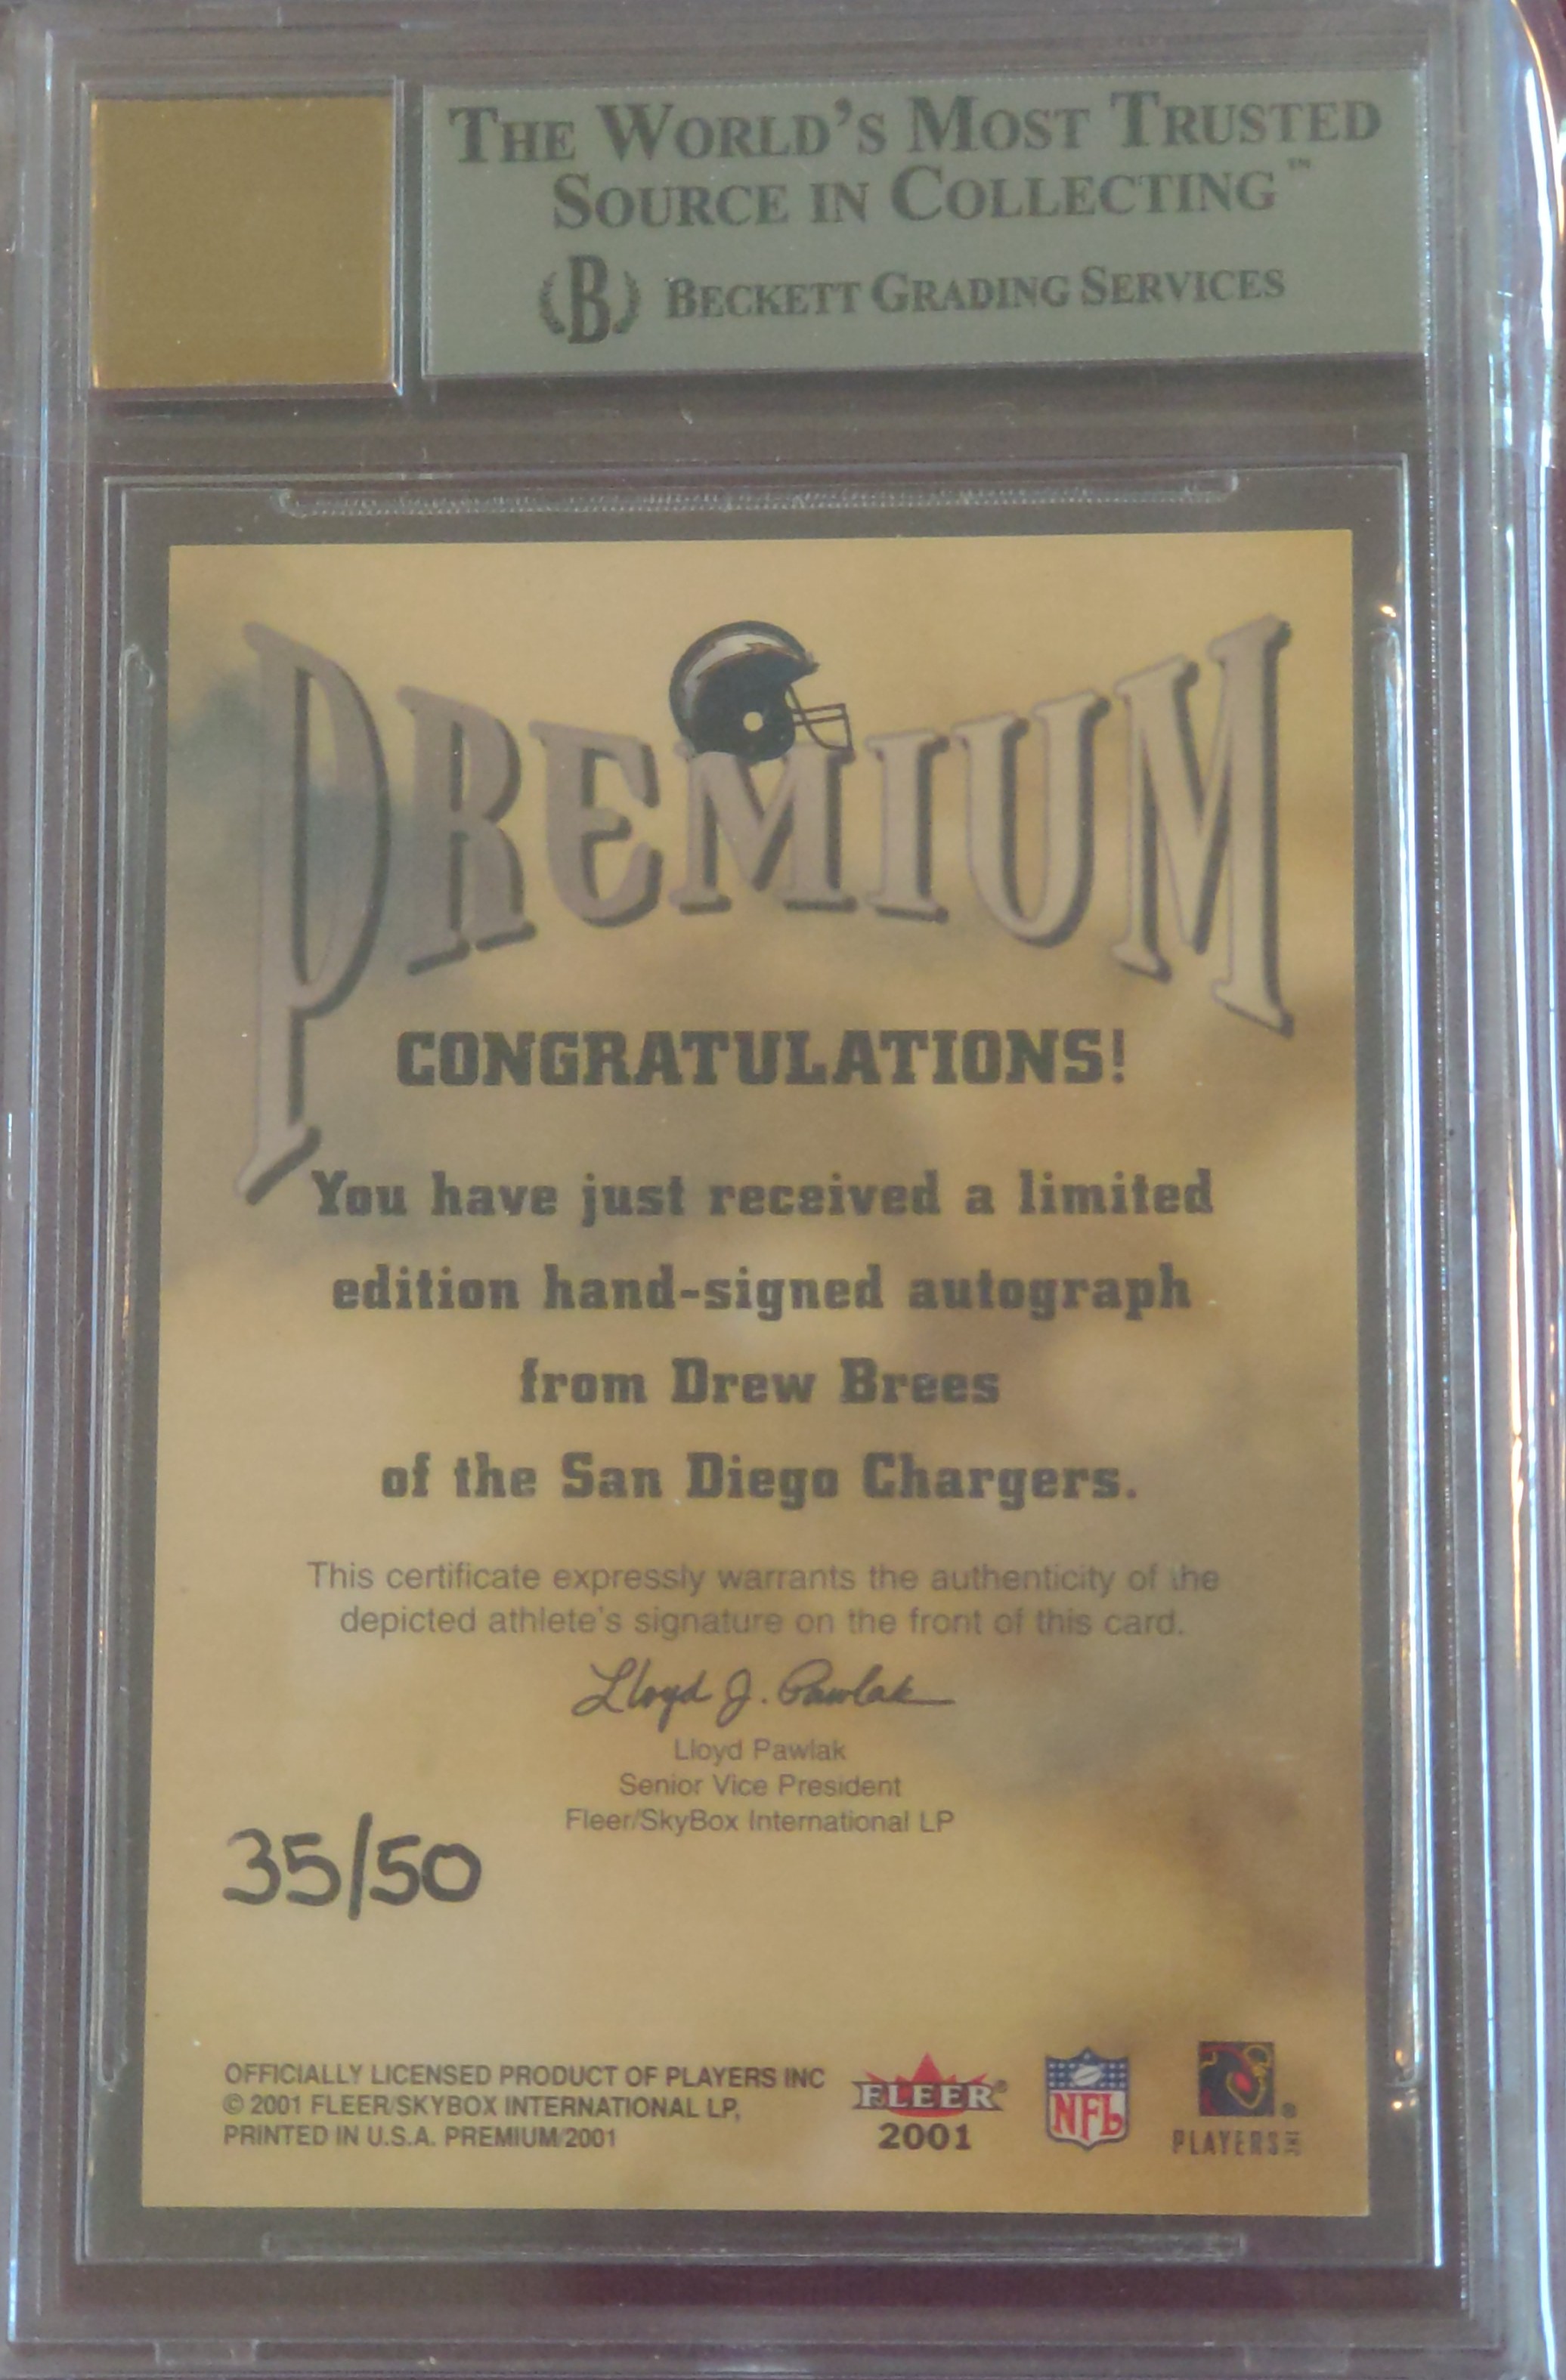 THE WORLD'S MOST TRUSTED
SOURCE IN COLLECTING™
B BECKETT GRADING SERVICES
PREMIUM
CONGRATULATIONS!
You have just received a limited
edition hand-signed autograph
from Drew Brees
of the San Diego Chargers.
This certificate expressly warrants the authenticity of the
depicted athlete's signature on the front of this card.
Lloyd J. Pawlak
Lloyd Pawlak
Senior Vice President
Fleer/SkyBox International LP
35/50
OFFICIALLY LICENSED PRODUCT OF PLAYERS INC
© 2001 FLEER/SKYBOX INTERNATIONAL LP,
PRINTED IN U.S.A. PREMIUM/2001
FLEER®
2001
NFL
PLAYERS INC ®